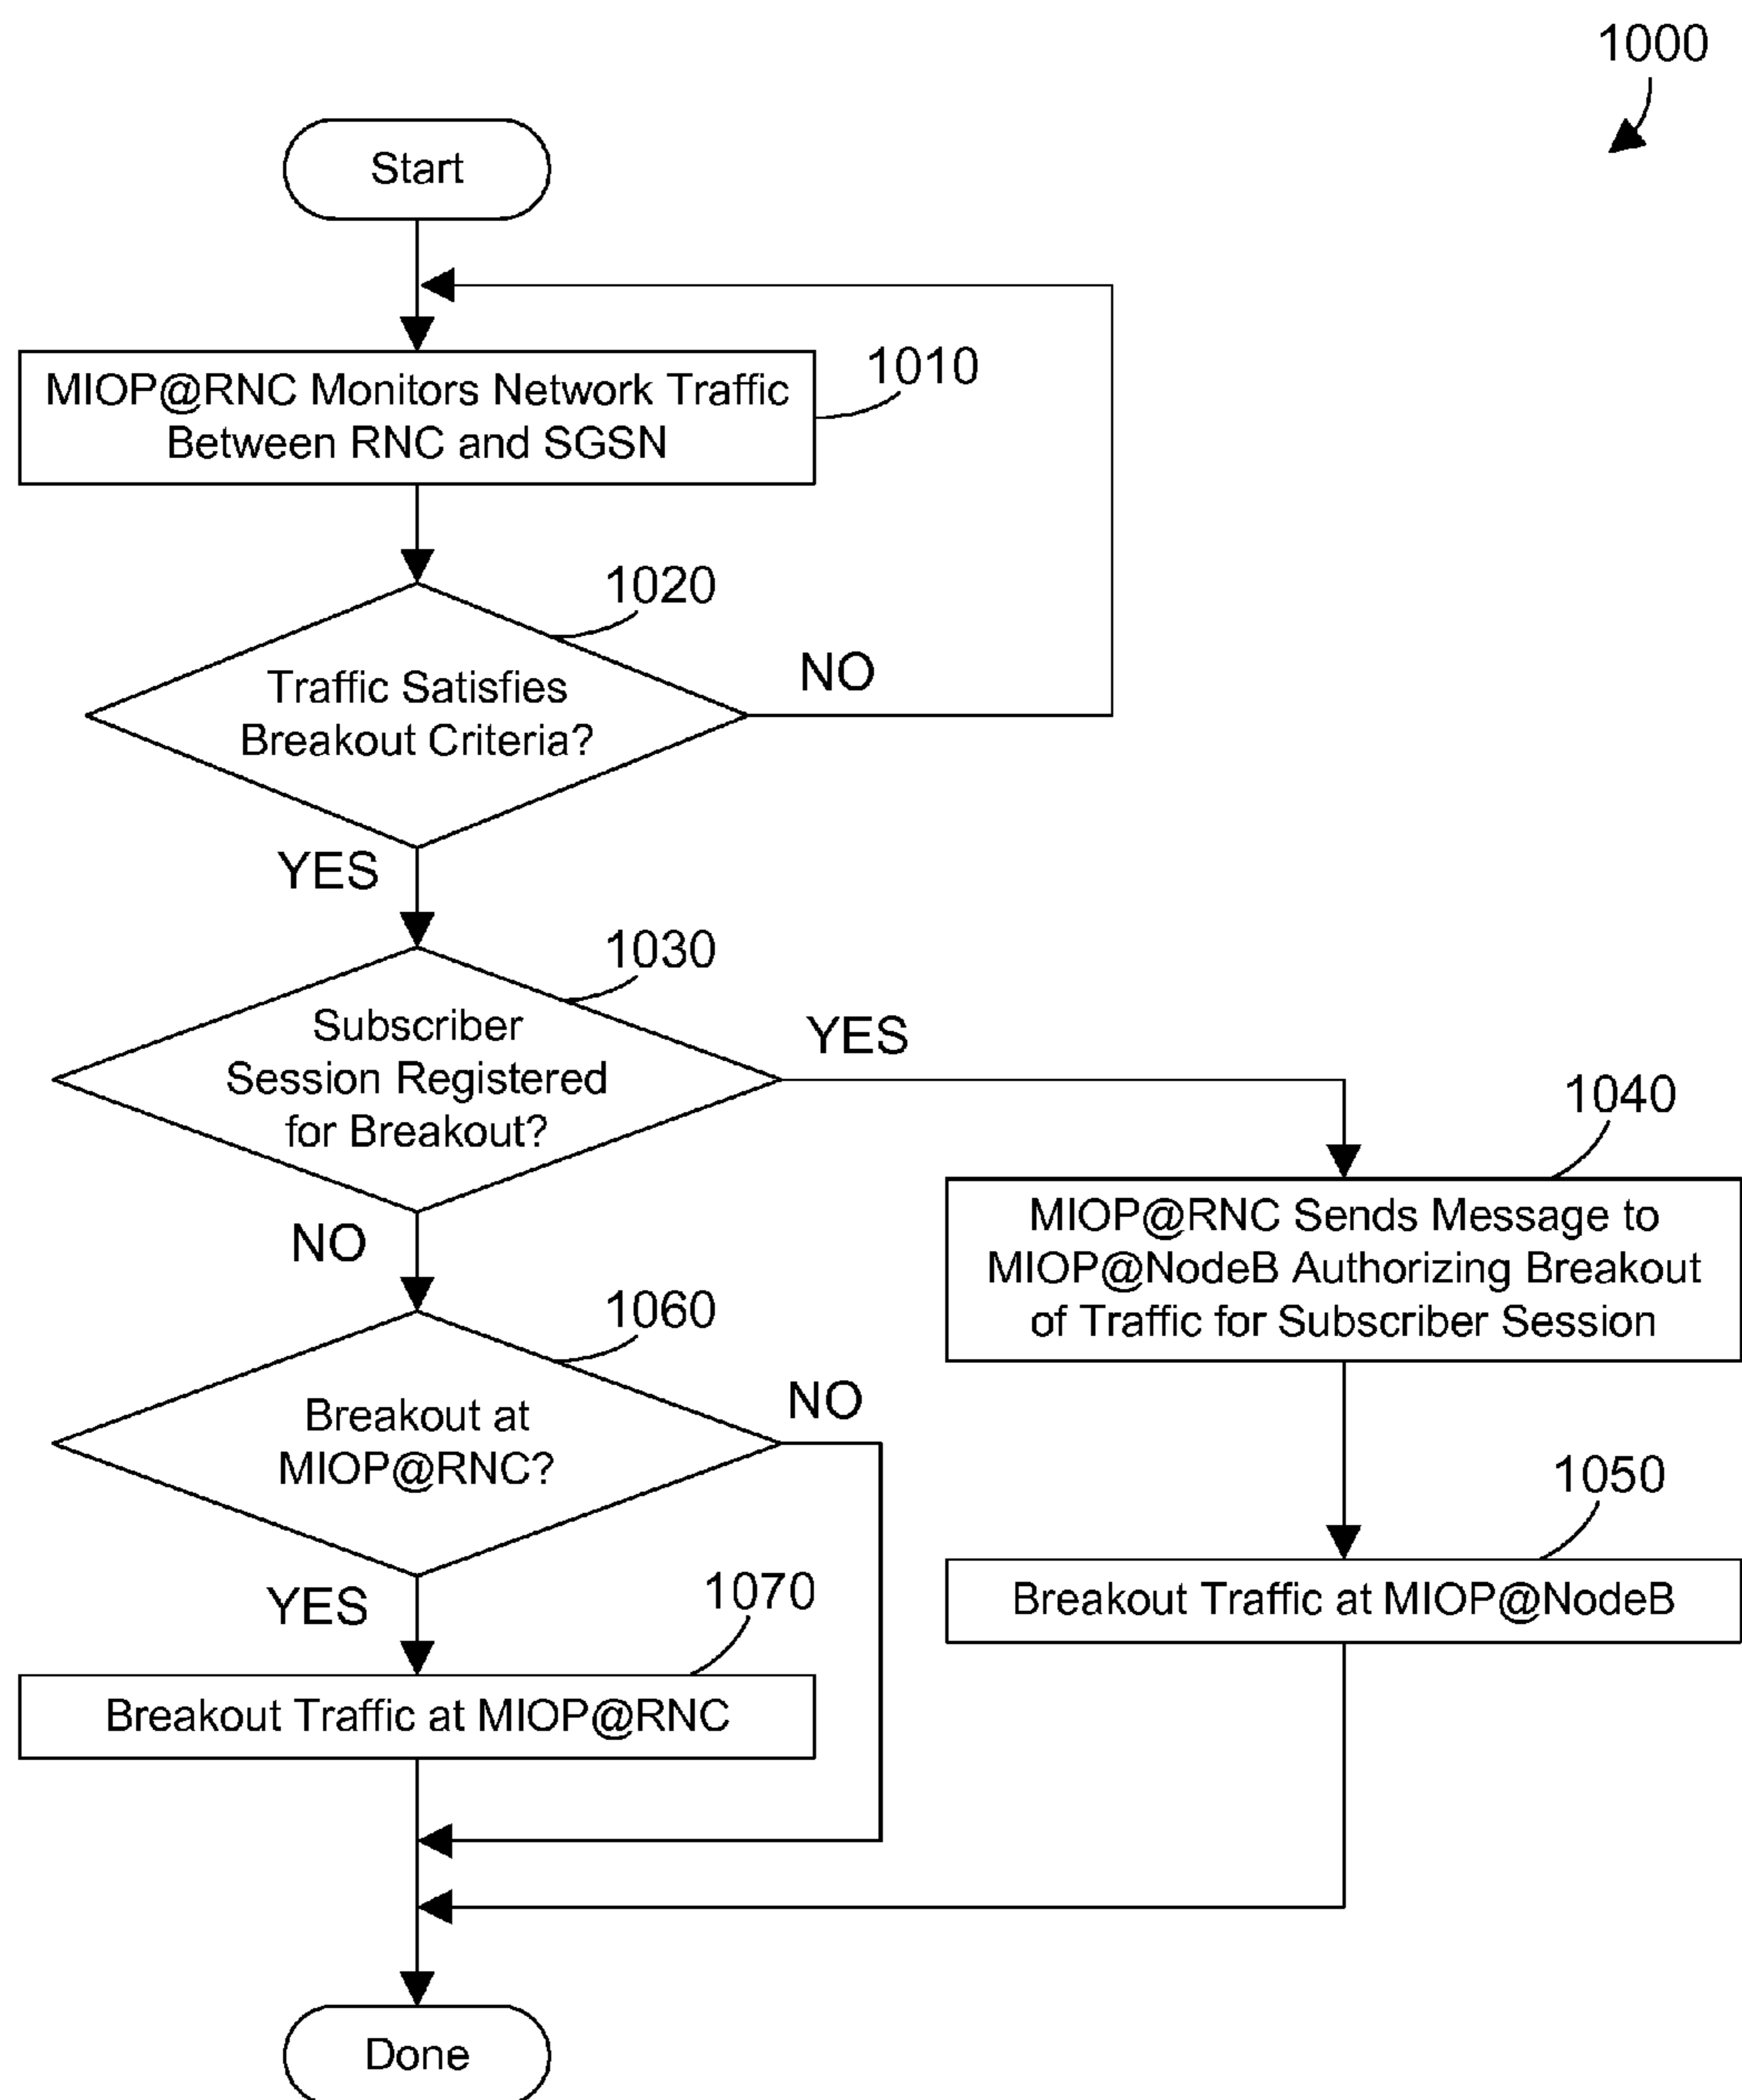 1000
Start
MIOP@RNC Monitors Network Traffic
Between RNC and SGSN
1010
1020
Traffic Satisfies
Breakout Criteria?
NO
YES
1030
Subscriber
Session Registered
for Breakout?
YES
NO
1040
MIOP@RNC Sends Message to
MIOP@NodeB Authorizing Breakout
of Traffic for Subscriber Session
1060
Breakout at
MIOP@RNC?
NO
YES
1050
Breakout Traffic at MIOP@NodeB
1070
Breakout Traffic at MIOP@RNC
Done